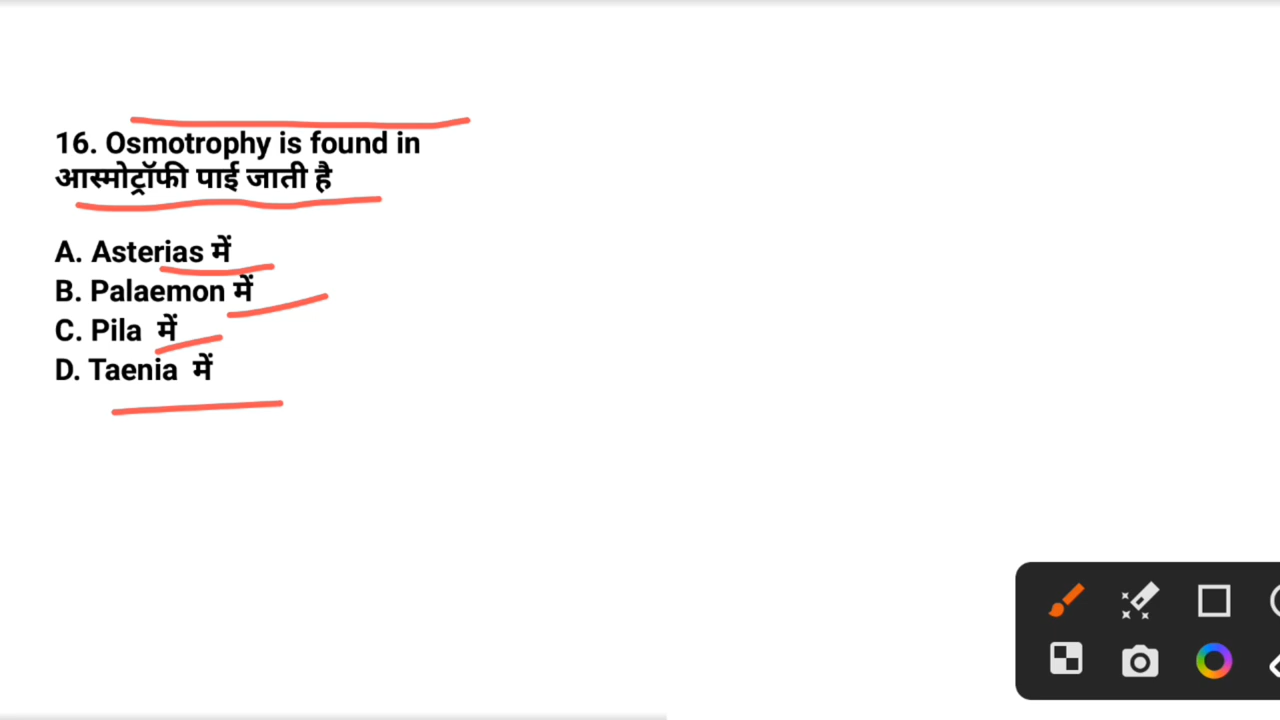 16. Osmotrophy is found in
आस्मोट्रॉफी पाई जाती है
A. Asterias में
B. Palaemon में
C. Pila में
D. Taenia में